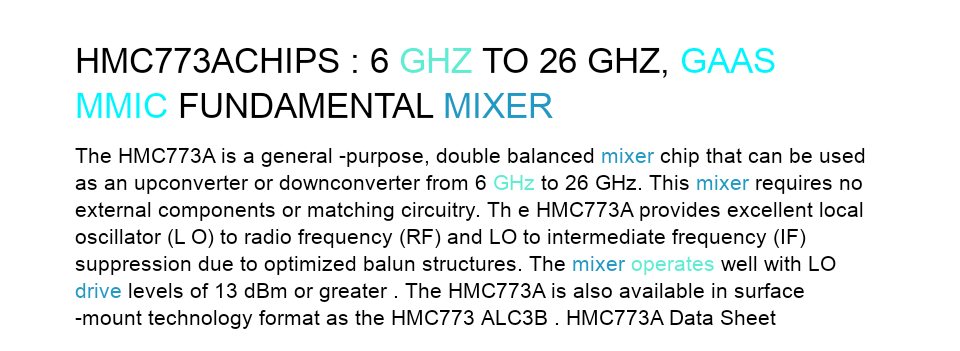 HMC773ACHIPS : 6 GHZ TO 26 GHZ, GAAS
MMIC FUNDAMENTAL MIXER
The HMC773A is a general -purpose, double balanced mixer chip that can be used
as an upconverter or downconverter from 6 GHz to 26 GHz. This mixer requires no
external components or matching circuitry. Th e HMC773A provides excellent local
oscillator (L O) to radio frequency (RF) and LO to intermediate frequency (IF)
suppression due to optimized balun structures. The mixer operates well with LO
drive levels of 13 dBm or greater . The HMC773A is also available in surface
-mount technology format as the HMC773 ALC3B . HMC773A Data Sheet